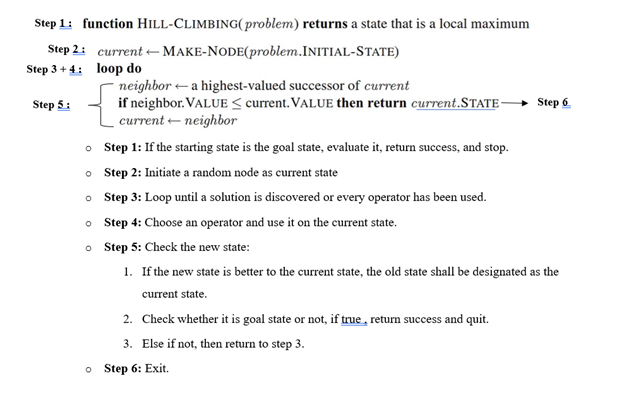 Step 1: function HILL-CLIMBING(problem) returns a state that is a local maximum
Step 2: current ← MAKE-NODE(problem.INITIAL-STATE)
Step 3 + 4: loop do
neighbor ← a highest-valued successor of current
Step 5: if neighbor.VALUE ≤ current.VALUE then return current.STATE → Step 6
current ← neighbor
o Step 1: If the starting state is the goal state, evaluate it, return success, and stop.
o Step 2: Initiate a random node as current state
o Step 3: Loop until a solution is discovered or every operator has been used.
o Step 4: Choose an operator and use it on the current state.
o Step 5: Check the new state:
1. If the new state is better to the current state, the old state shall be designated as the
current state.
2. Check whether it is goal state or not, if true , return success and quit.
3. Else if not, then return to step 3.
o Step 6: Exit.